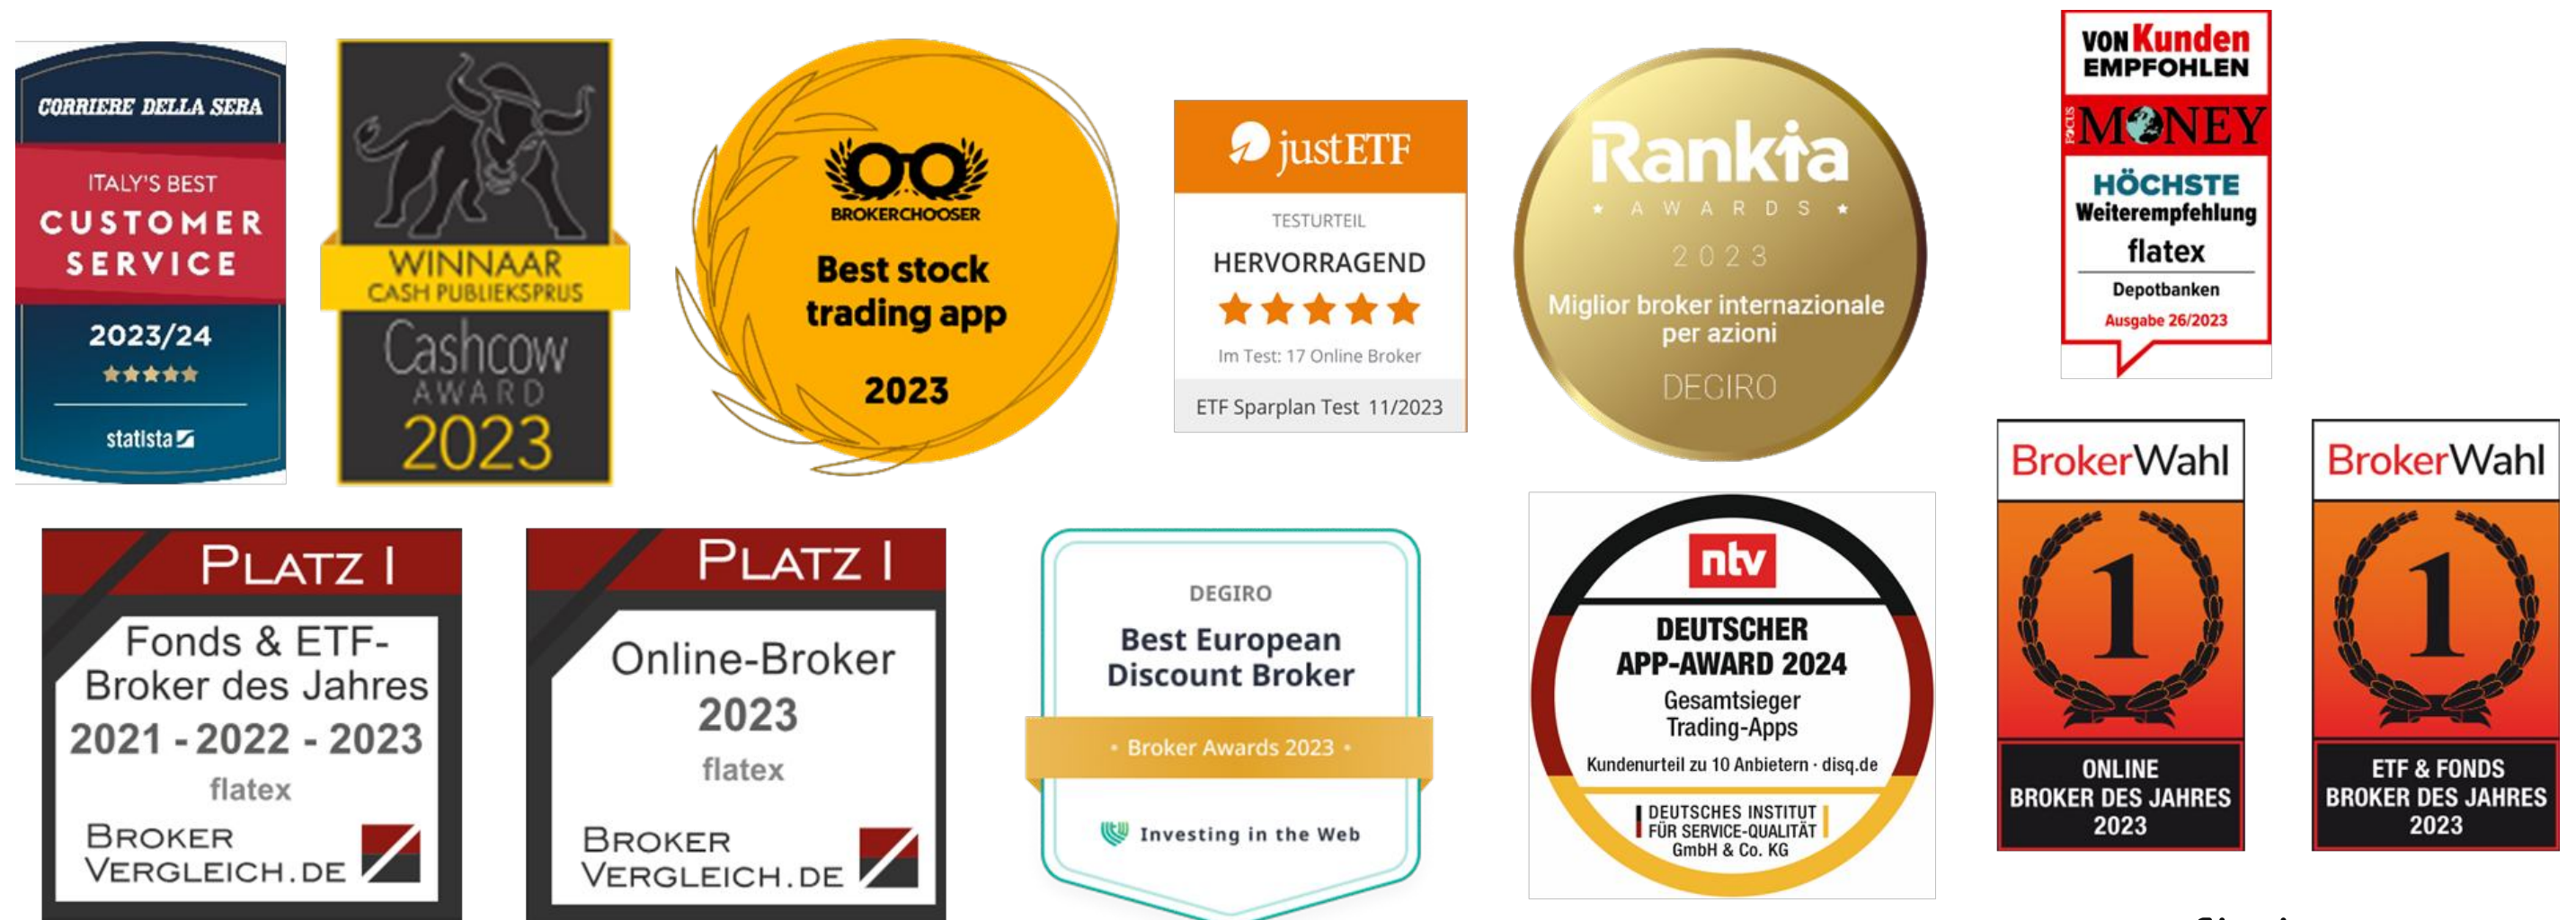 CORRIERE DELLA SERA
ITALY'S BEST
CUSTOMER
SERVICE
2023/24
statista
WINNAAR
CASH PUBLIEKSPRIJS
Cashcow
AWARD
2023
BROKERCHOOSER
Best stock
trading app
2023
justETF
TESTURTEIL
HERVORRAGEND
Im Test: 17 Online Broker
ETF Sparplan Test 11/2023
Rankia
AWARDS
2023
Miglior broker internazionale
per azioni
DEGIRO
VON Kunden
EMPFOHLEN
FOCUS MONEY
HÖCHSTE
Weiterempfehlung
flatex
Depotbanken
Ausgabe 26/2023
PLATZ I
Fonds & ETF-
Broker des Jahres
2021 - 2022 - 2023
flatex
BROKER
VERGLEICH.DE
PLATZ I
Online-Broker
2023
flatex
BROKER
VERGLEICH.DE
DEGIRO
Best European
Discount Broker
• Broker Awards 2023 •
Investing in the Web
ntv
DEUTSCHER
APP-AWARD 2024
Gesamtsieger
Trading-Apps
Kundenurteil zu 10 Anbietern · disq.de
DEUTSCHES INSTITUT
FÜR SERVICE-QUALITÄT
GmbH & Co. KG
BrokerWahl
1
ONLINE
BROKER DES JAHRES
2023
BrokerWahl
1
ETF & FONDS
BROKER DES JAHRES
2023